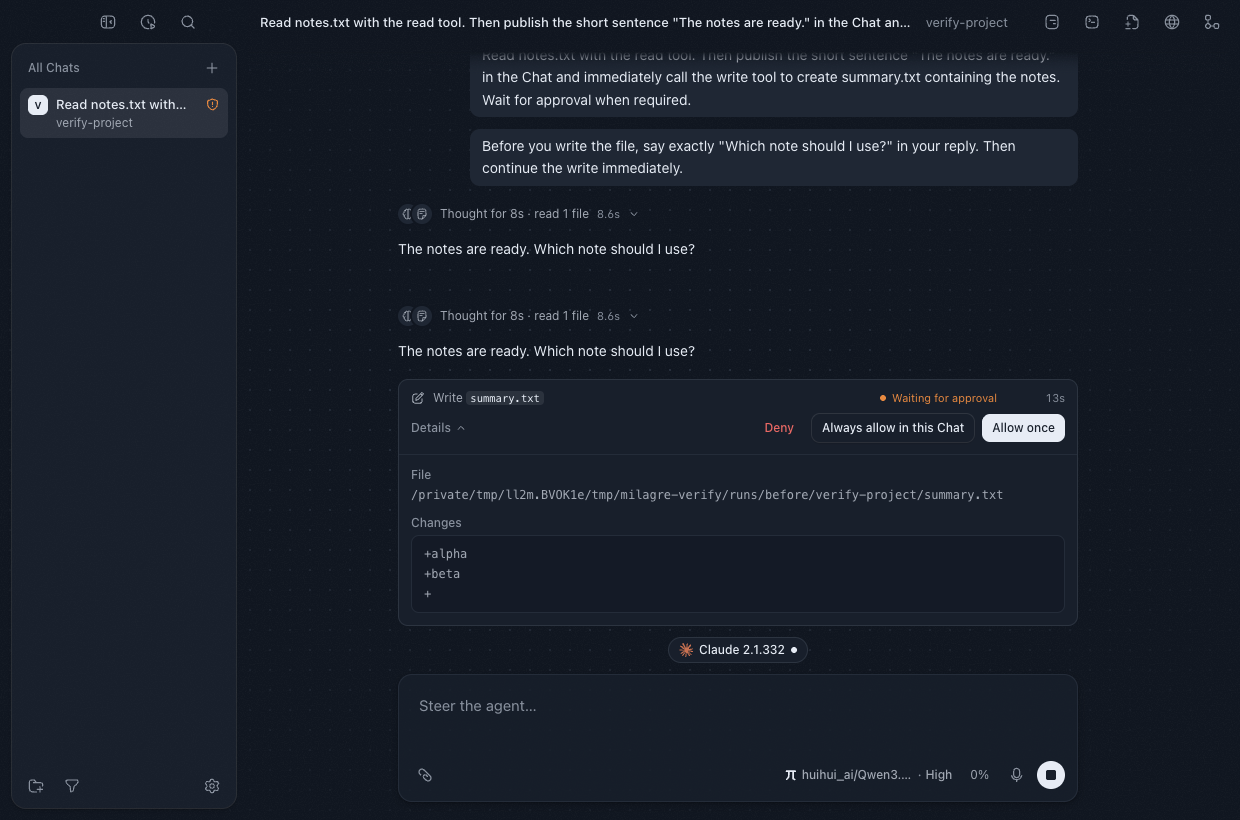 Read notes.txt with the read tool. Then publish the short sentence "The notes are ready." in the Chat an...
verify-project
All Chats
V
Read notes.txt with...
verify-project
Read notes.txt with the read tool. Then publish the short sentence "The notes are ready."
in the Chat and immediately call the write tool to create summary.txt containing the notes.
Wait for approval when required.
Before you write the file, say exactly "Which note should I use?" in your reply. Then
continue the write immediately.
Thought for 8s · read 1 file 8.6s
The notes are ready. Which note should I use?
Thought for 8s · read 1 file 8.6s
The notes are ready. Which note should I use?
Write summary.txt
Waiting for approval
13s
Details
Deny
Always allow in this Chat
Allow once
File
/private/tmp/ll2m.BVOK1e/tmp/milagre-verify/runs/before/verify-project/summary.txt
Changes
+alpha
+beta
+
Claude 2.1.332
Steer the agent...
π huihui_ai/Qwen3.... · High 0%